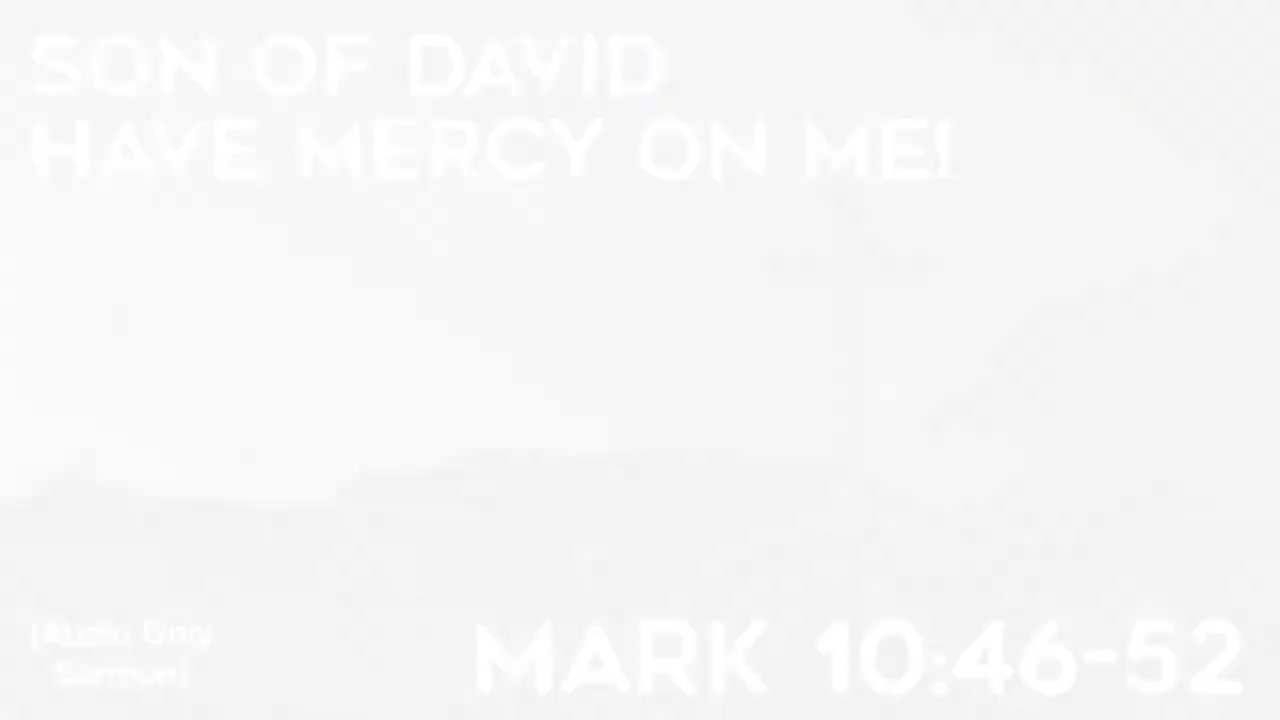 SON OF DAVID
HAVE MERCY ON ME!
(Audio Only
Sermon)
MARK 10:46-52